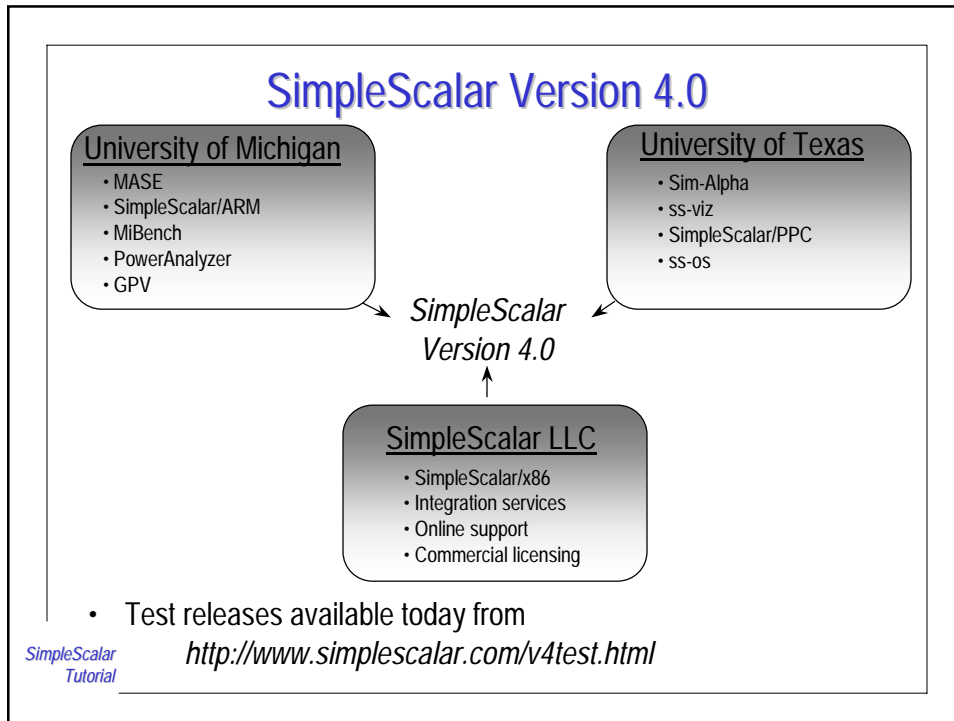 SimpleScalar Version 4.0
University of Michigan
• MASE
• SimpleScalar/ARM
• MiBench
• PowerAnalyzer
• GPV
University of Texas
• Sim-Alpha
• ss-viz
• SimpleScalar/PPC
• ss-os
SimpleScalar
Version 4.0
SimpleScalar LLC
• SimpleScalar/x86
• Integration services
• Online support
• Commercial licensing
• Test releases available today from
http://www.simplescalar.com/v4test.html
SimpleScalar
Tutorial